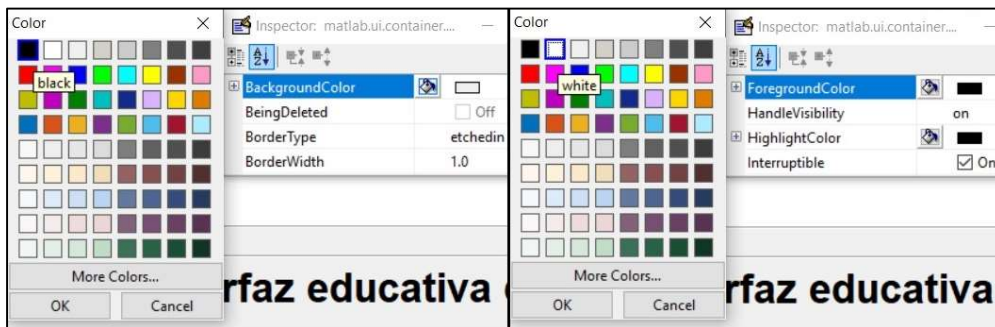 Color
black
More Colors...
OK Cancel
Inspector: matlab.ui.container....
BackgroundColor
BeingDeleted Off
BorderType etchedin
BorderWidth 1.0
rfaz educativa
Color
white
More Colors...
OK Cancel
Inspector: matlab.ui.container....
ForegroundColor
HandleVisibility on
HighlightColor
Interruptible On
rfaz educativa